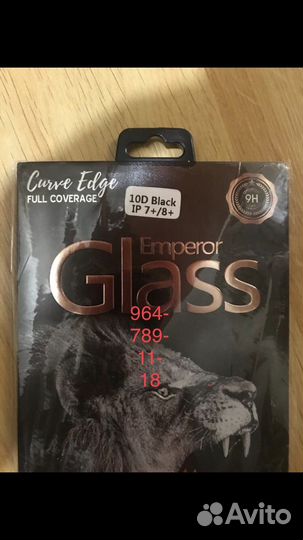 Curve Edge
FULL COVERAGE
10D Black
IP 7+/8+
9H
Emperor
Glass
964-
789-
11-
18
Avito